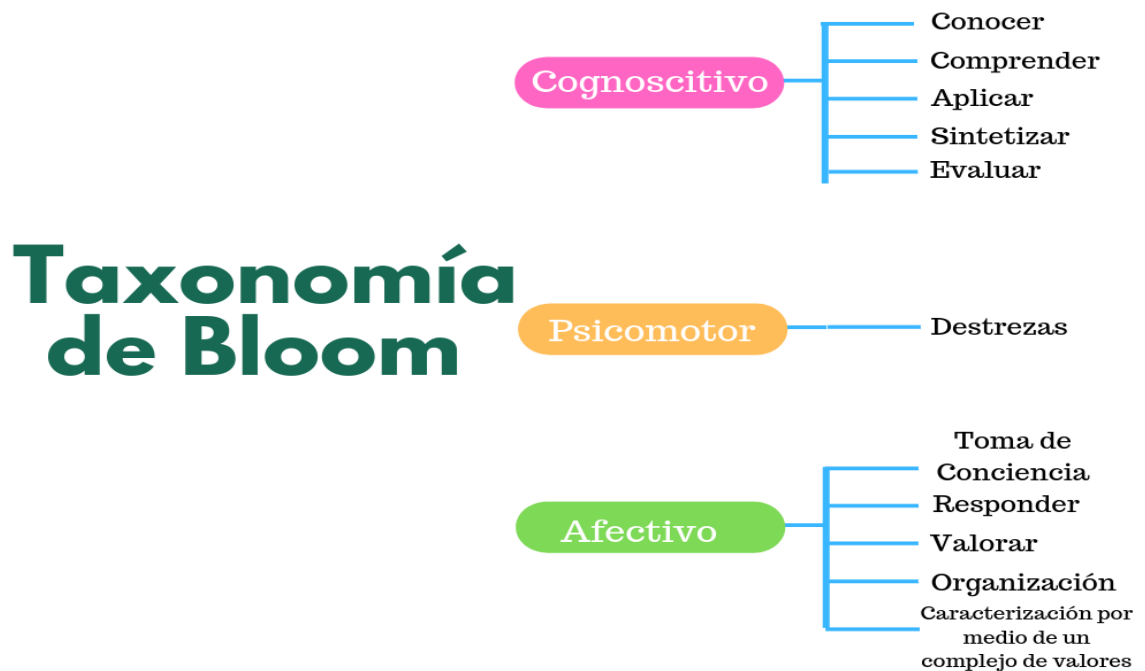 Taxonomía
de Bloom
Cognoscitivo
Conocer
Comprender
Aplicar
Sintetizar
Evaluar
Psicomotor
Destrezas
Afectivo
Toma de
Conciencia
Responder
Valorar
Organización
Caracterización por
medio de un
complejo de valores